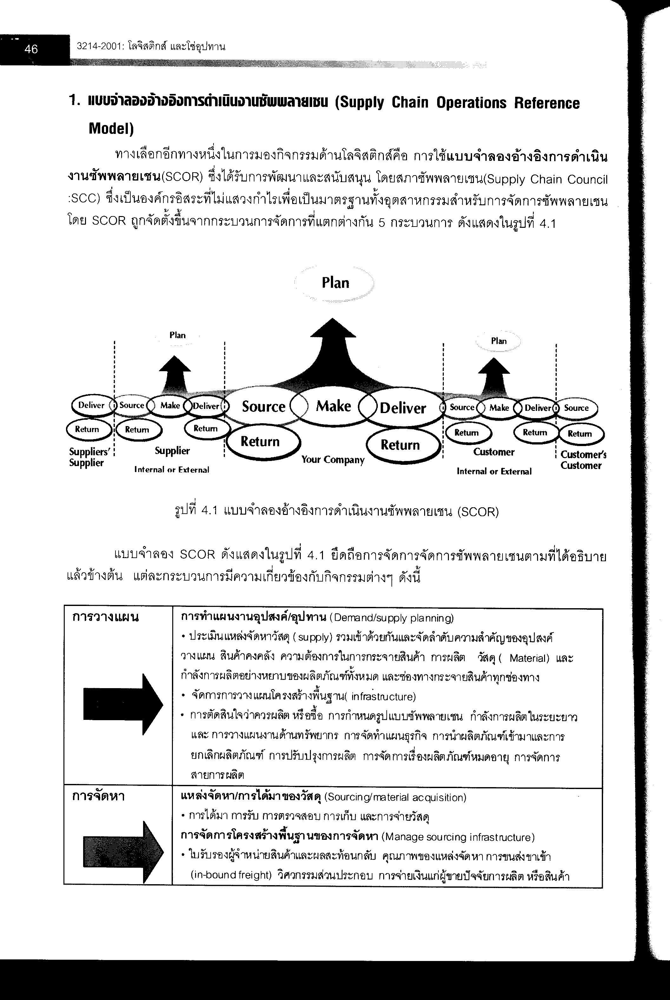 46
3214-2001: โลจิสติกส์ และโซ่อุปทาน
1. แบบจำลองอ้างอิงการดำเนินงานซัพพลายเชน (Supply Chain Operations Reference
Model)
ทางเลือกอีกทางหนึ่งในการมองกิจกรรมด้านโลจิสติกส์คือ การใช้แบบจำลองอ้างอิงการดำเนิน
งานซัพพลายเชน(SCOR) ซึ่งได้รับการพัฒนาและสนับสนุน โดยสภาซัพพลายเชน(Supply Chain Council
:SCC) ซึ่งเป็นองค์กรอิสระที่ไม่แสวงกำไรเพื่อเป็นมาตรฐานทั้งอุตสาหกรรมสำหรับการจัดการซัพพลายเชน
โดย SCOR ถูกจัดตั้งขึ้นจากกระบวนการจัดการที่แตกต่างกัน 5 กระบวนการ ดังแสดงในรูปที่ 4.1
Plan
Plan
Plan
Deliver Source Make Deliver Source Make Deliver Source Make Deliver Source
Return Return Return Return Return Return Return Return
Suppliers' Supplier Your Company Customer Customer's
Supplier Internal or External Internal or External Customer
รูปที่ 4.1 แบบจำลองอ้างอิงการดำเนินงานซัพพลายเชน (SCOR)
แบบจำลอง SCOR ดังแสดงในรูปที่ 4.1 ยึดถือการจัดการจัดการซัพพลายเชนตามที่ได้อธิบาย
แล้วข้างต้น แต่ละกระบวนการมีความเกี่ยวข้องกับกิจกรรมต่างๆ ดังนี้
การวางแผน
การทำแผนงานอุปสงค์/อุปทาน (Demand/supply planning)
• ประเมินแหล่งจัดหาวัสดุ (supply) รวมเข้าด้วยกันและจัดลำดับความสำคัญของอุปสงค์
วางแผน สินค้าคงคลัง ความต้องการในการกระจายสินค้า การผลิต วัสดุ ( Material) และ
กำลังการผลิตอย่างหยาบของผลิตภัณฑ์ทั้งหมด และช่องทางกระจายสินค้าทุกช่องทาง
• จัดการการวางแผนโครงสร้างพื้นฐาน( infrastructure)
• การตัดสินใจว่าควรผลิต หรือซื้อ การกำหนดรูปแบบซัพพลายเชน กำลังการผลิตในระยะยาว
และ การวางแผนงานด้านทรัพยากร การจัดทำแผนธุรกิจ การนำผลิตภัณฑ์เข้ามาและการ
ยกเลิกผลิตภัณฑ์ การปรับปรุงการผลิต การจัดการเรื่องผลิตภัณฑ์หมดอายุ การจัดการ
สายการผลิต
การจัดหา
แหล่งจัดหา/การได้มาของวัสดุ (Sourcing/material acquisition)
• การได้มา การรับ การตรวจสอบ การเก็บ และการจ่ายวัสดุ
การจัดการโครงสร้างพื้นฐานของการจัดหา (Manage sourcing infrastructure)
• ใบรับรองผู้จำหน่ายสินค้าและผลสะท้อนกลับ คุณภาพของแหล่งจัดหา การขนส่งขาเข้า
(in-bound freight) วิศวกรรมส่วนประกอบ การจ่ายเงินแก่ผู้ขายปัจจัยการผลิต หรือสินค้า